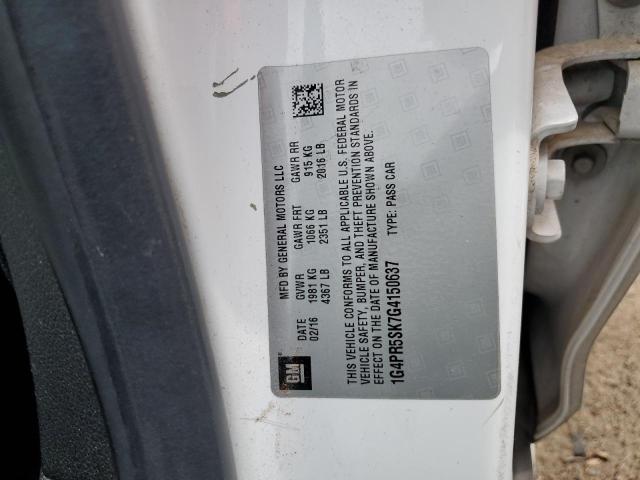 GM
MFD BY GENERAL MOTORS LLC
DATE GVWR GAWR FRT GAWR RR
02/16 1981 KG 1066 KG 915 KG
4367 LB 2351 LB 2016 LB
THIS VEHICLE CONFORMS TO ALL APPLICABLE U.S. FEDERAL MOTOR
VEHICLE SAFETY, BUMPER, AND THEFT PREVENTION STANDARDS IN
EFFECT ON THE DATE OF MANUFACTURE SHOWN ABOVE.
1G4PR5SK7G4150637 TYPE: PASS CAR